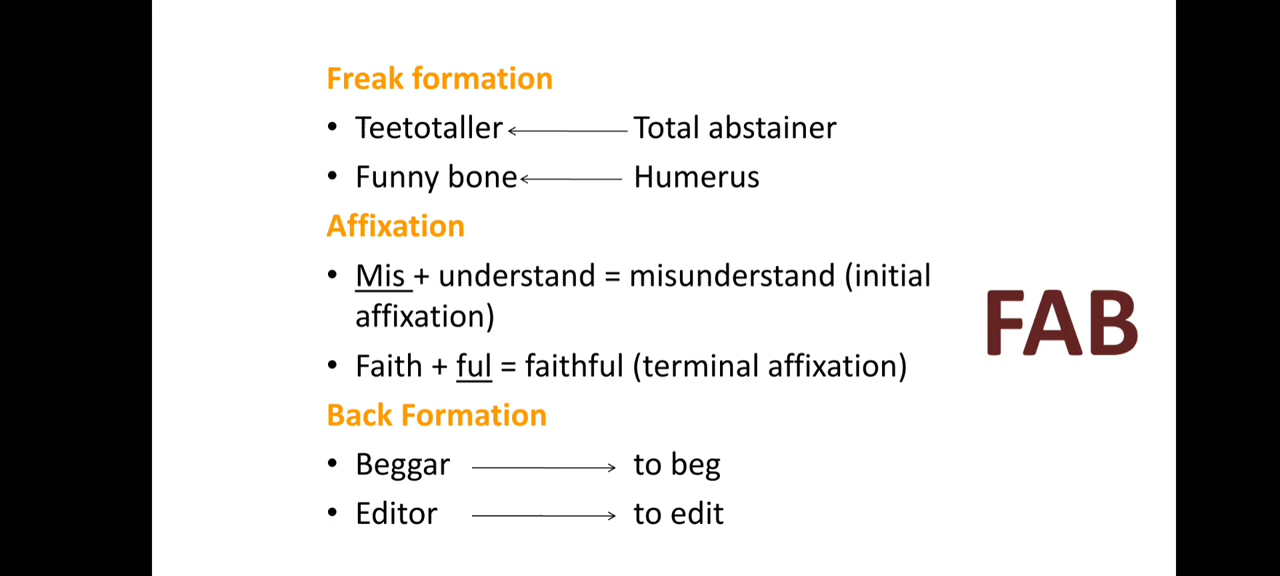 Freak formation
• Teetotaller ← Total abstainer
• Funny bone ← Humerus
Affixation
• Mis + understand = misunderstand (initial
affixation)
• Faith + ful = faithful (terminal affixation)
Back Formation
• Beggar → to beg
• Editor → to edit
FAB